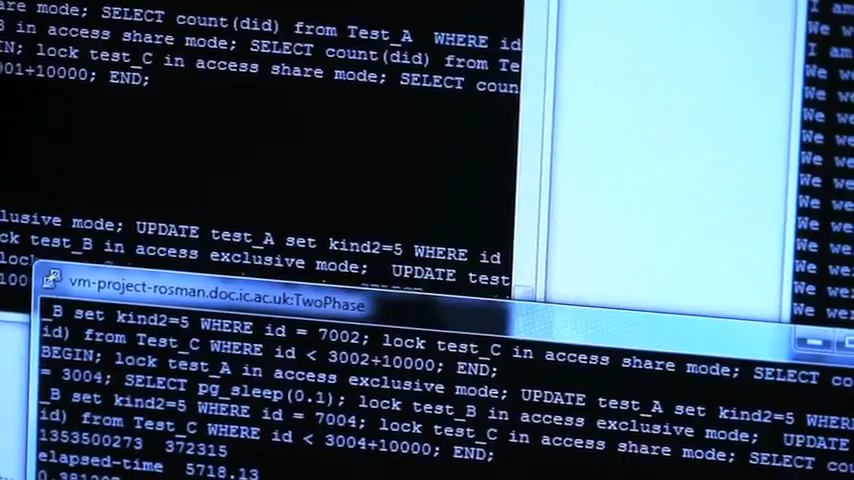 are mode; SELECT count(did) from Test_A WHERE id
B in access share mode; SELECT count(did) from Te
IN; lock test_C in access share mode; SELECT coun
001+10000; END;
lusive mode; UPDATE test_A set kind2=5 WHERE id
ck test_B in access exclusive mode; UPDATE test
loc
100
I am
we w
I am
We w
We w
We w
We w
We w
We w
We w
We w
We w
We w
We w
We wer
vm-project-rosman.doc.ic.ac.uk:TwoPhase
_B set kind2=5 WHERE id = 7002; lock test_C in access share mode; SELECT co
id) from Test_C WHERE id < 3002+10000; END;
BEGIN; lock test_A in access exclusive mode; UPDATE test_A set kind2=5 WHER
= 3004; SELECT pg_sleep(0.1); lock test_B in access exclusive mode; UPDATE
_B set kind2=5 WHERE id = 7004; lock test_C in access share mode; SELECT co
id) from Test_C WHERE id < 3004+10000; END;
1353500273 372315
elapsed-time 5718.13